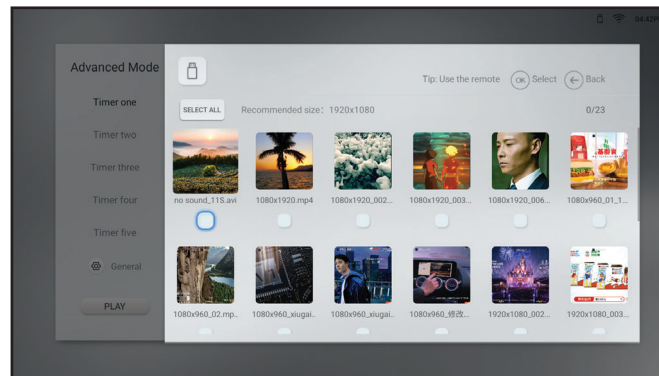 04:42P
Advanced Mode
Tip: Use the remote OK Select Back
Timer one
SELECT ALL Recommended size: 1920x1080 0/23
Timer two
Timer three
Timer four
Timer five
General
PLAY
no sound_11S.avi 1080x1920.mp4 1080x1920_002... 1080x1920_003... 1080x1920_006... 1080x960_01_1...
1080x960_02.mp.. 1080x960_xiugai.. 1080x960_xiugai.. 1080x960_修改... 1920x1080_002... 1920x1080_003...